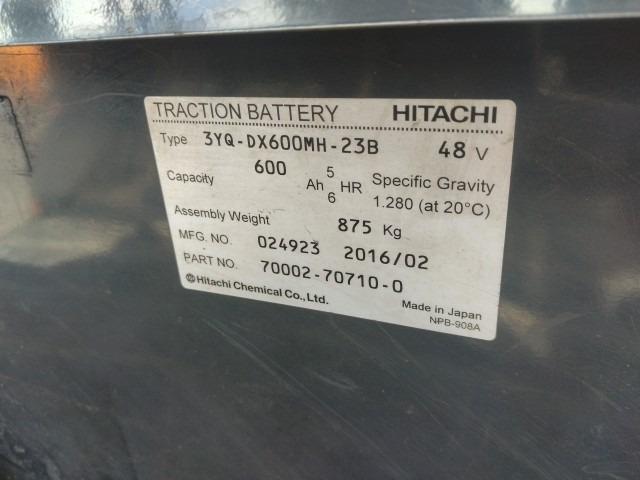 TRACTION BATTERY HITACHI
Type 3YQ-DX600MH-23B 48 V
Capacity 600 Ah 5 6 HR Specific Gravity
1.280 (at 20°C)
Assembly Weight 875 Kg
MFG. NO. 024923 2016/02
PART NO. 70002-70710-0
Hitachi Chemical Co., Ltd. Made in Japan
NPB-908A